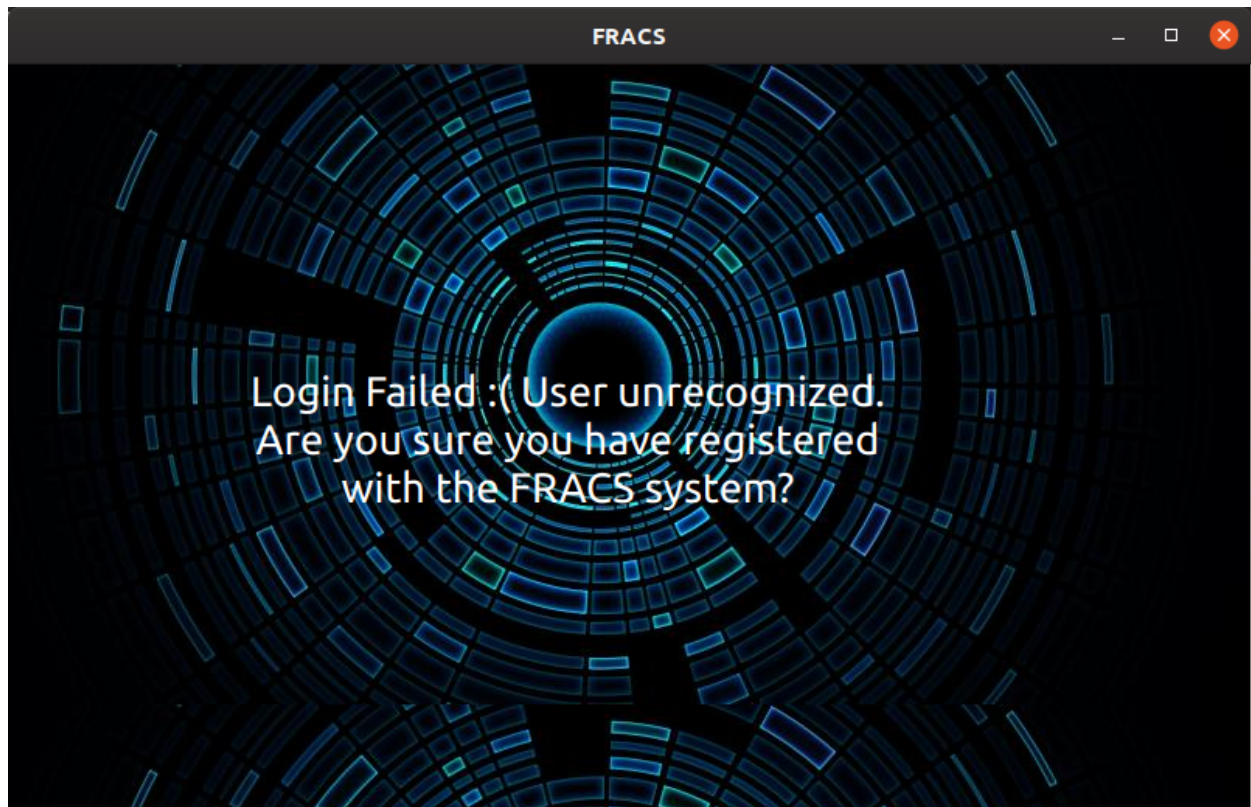 FRACS
Login Failed :( User unrecognized.
Are you sure you have registered
with the FRACS system?